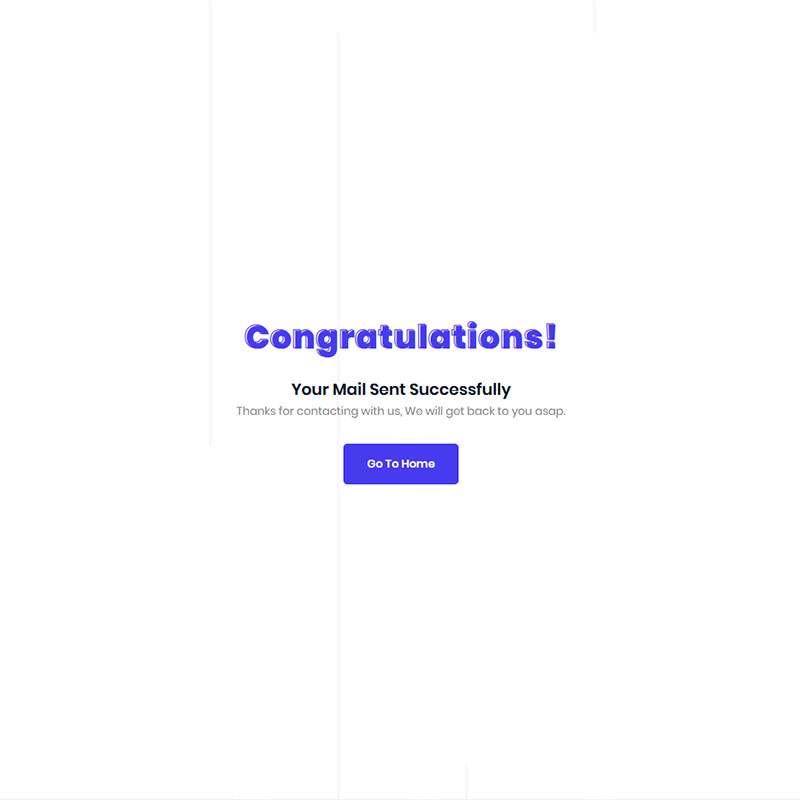 Congratulations!
Your Mail Sent Successfully
Thanks for contacting with us, We will get back to you asap.
Go To Home